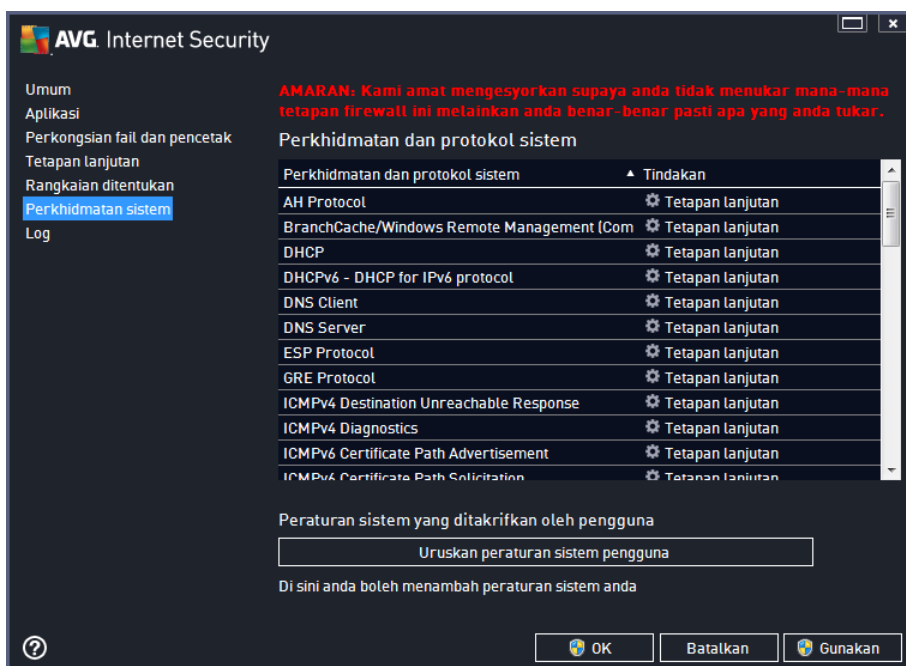 AVG. Internet Security
Umum
Aplikasi
Perkongsian fail dan pencetak
Tetapan lanjutan
Rangkaian ditentukan
Perkhidmatan sistem
Log
AMARAN: Kami amat mengesyorkan supaya anda tidak menukar mana-mana
tetapan firewall ini melainkan anda benar-benar pasti apa yang anda tukar.
Perkhidmatan dan protokol sistem
Perkhidmatan dan protokol sistem Tindakan
AH Protocol Tetapan lanjutan
BranchCache/Windows Remote Management (Com Tetapan lanjutan
DHCP Tetapan lanjutan
DHCPv6 - DHCP for IPv6 protocol Tetapan lanjutan
DNS Client Tetapan lanjutan
DNS Server Tetapan lanjutan
ESP Protocol Tetapan lanjutan
GRE Protocol Tetapan lanjutan
ICMPv4 Destination Unreachable Response Tetapan lanjutan
ICMPv4 Diagnostics Tetapan lanjutan
ICMPv6 Certificate Path Advertisement Tetapan lanjutan
ICMPv6 Certificate Path Solicitation Tetapan lanjutan
Peraturan sistem yang ditakrifkan oleh pengguna
Uruskan peraturan sistem pengguna
Di sini anda boleh menambah peraturan sistem anda
OK Batalkan Gunakan